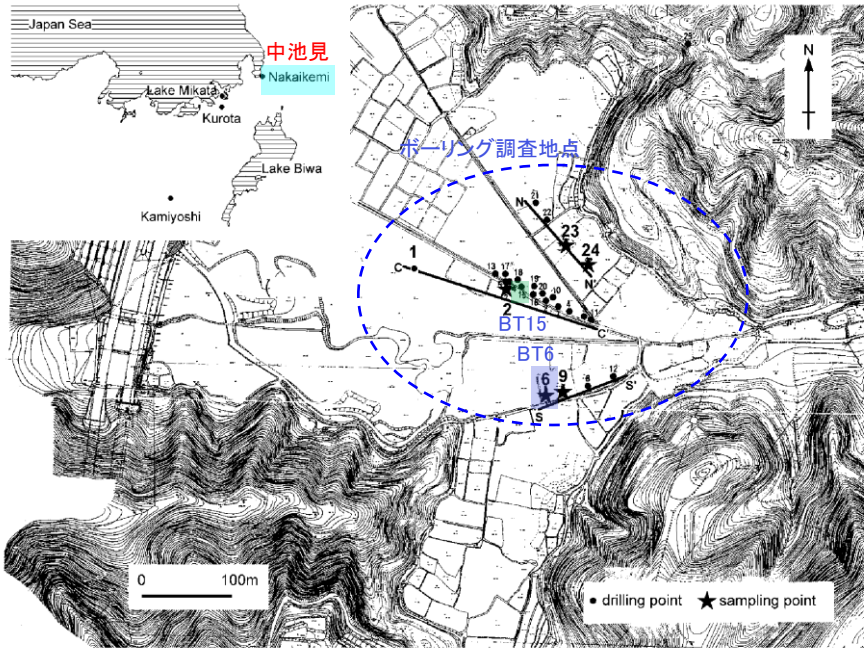 Japan Sea
中池見
Nakaikemi
Lake Mikata
Kurota
Lake Biwa
Kamiyoshi
N
ボーリング調査地点
21
N
22
23
24
N'
1
C
13
17
18
19
20
10
2
C'
BT15
BT6
6
9
12
S'
S
0
100m
drilling point
sampling point